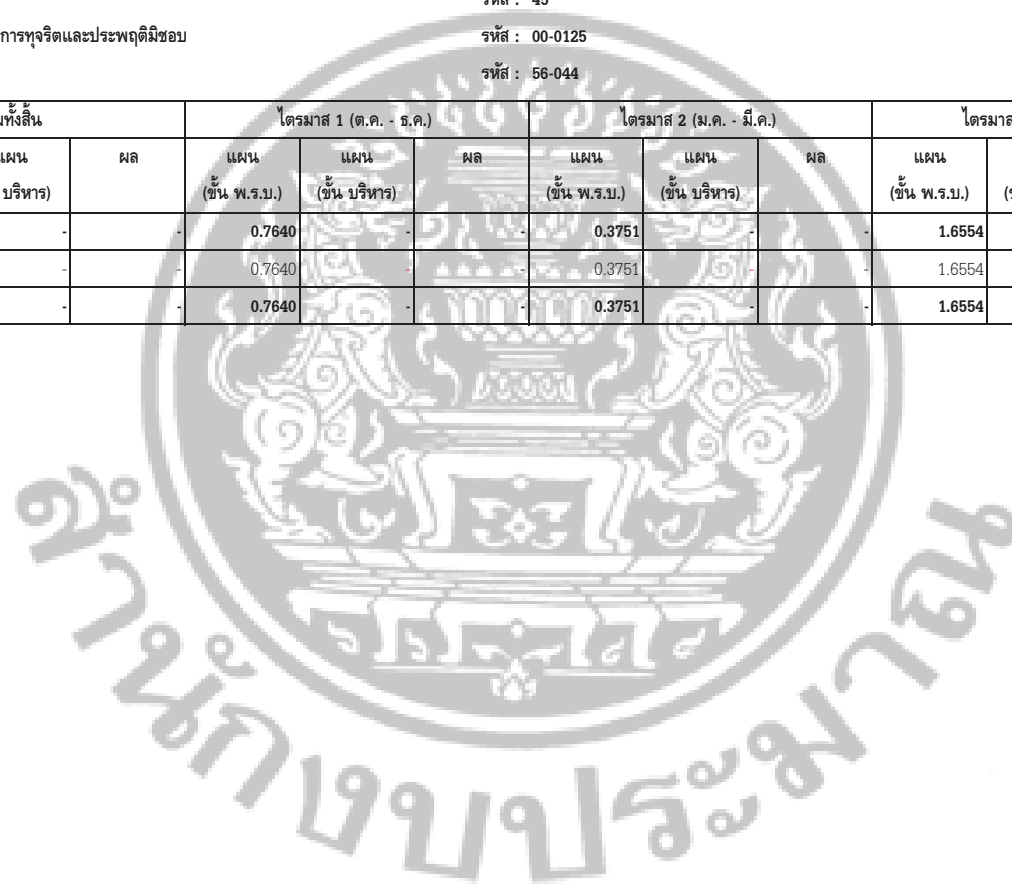 รหัส : 45
การทุจริตและประพฤติมิชอบ รหัส : 00-0125
รหัส : 56-044
ทั้งสิ้น ไตรมาส 1 (ต.ค. - ธ.ค.) ไตรมาส 2 (ม.ค. - มี.ค.) ไตรมาส
แผน ผล แผน แผน ผล แผน แผน ผล แผน
บริหาร) (ขั้น พ.ร.บ.) (ขั้น บริหาร) (ขั้น พ.ร.บ.) (ขั้น บริหาร) (ขั้น พ.ร.บ.)
- - 0.7640 - - 0.3751 - - 1.6554
- - 0.7640 - - 0.3751 - - 1.6554
- - 0.7640 - - 0.3751 - - 1.6554
สำนักงบประมาณ